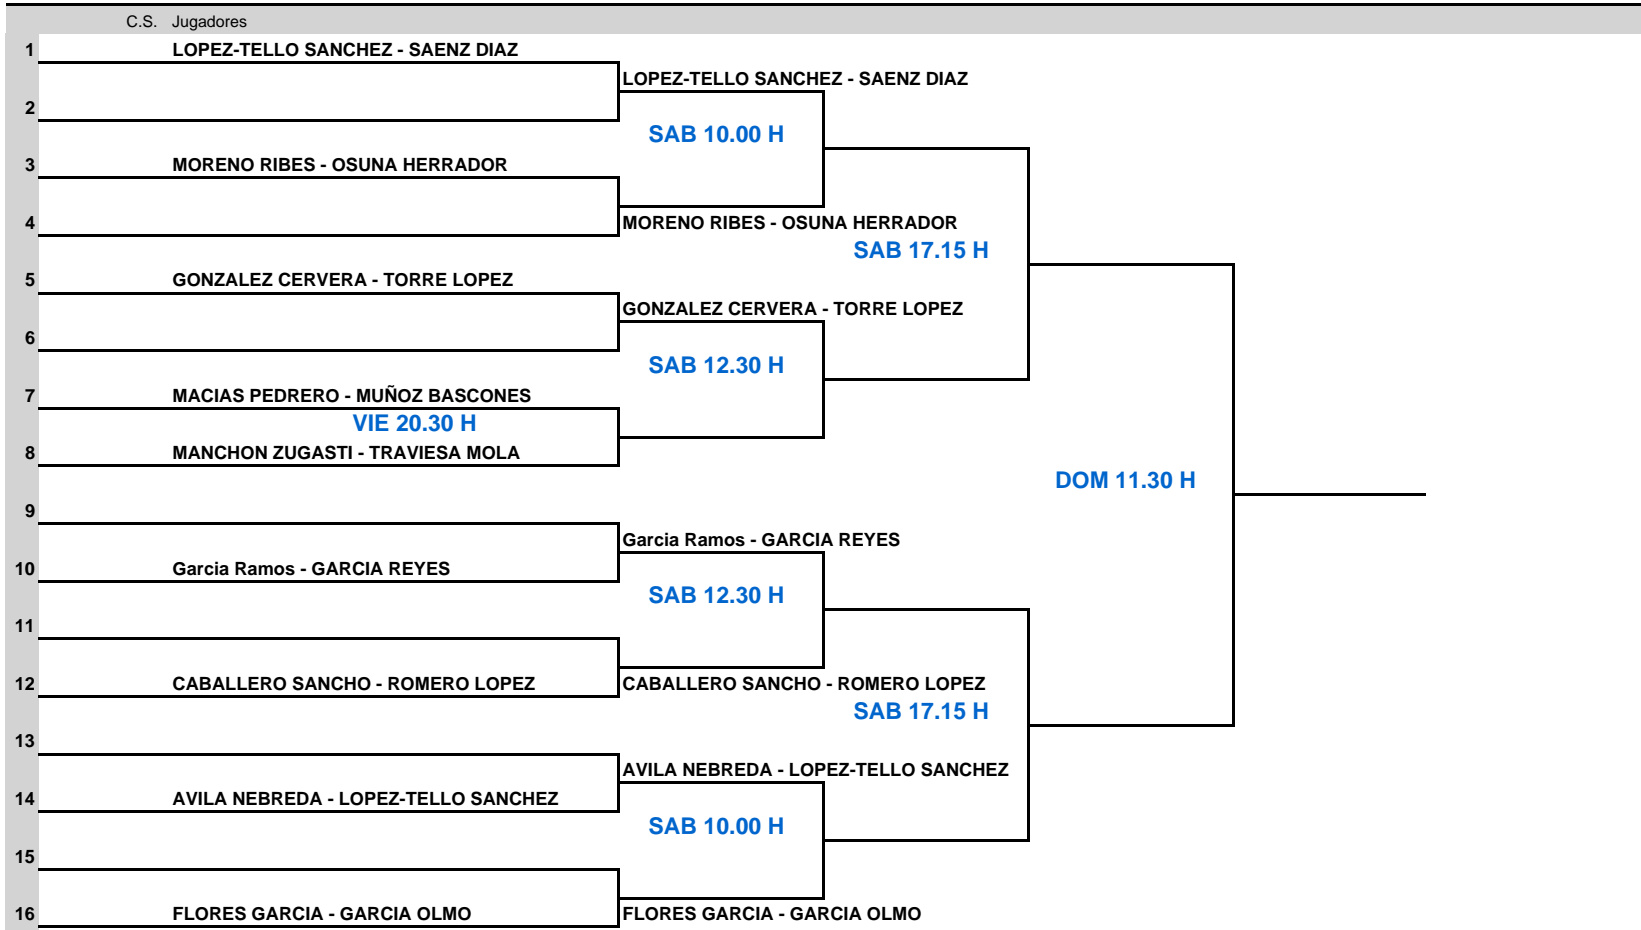 C.S. Jugadores
1 LOPEZ-TELLO SANCHEZ - SAENZ DIAZ
LOPEZ-TELLO SANCHEZ - SAENZ DIAZ
2
SAB 10.00 H
3 MORENO RIBES - OSUNA HERRADOR
4 MORENO RIBES - OSUNA HERRADOR
SAB 17.15 H
5 GONZALEZ CERVERA - TORRE LOPEZ
GONZALEZ CERVERA - TORRE LOPEZ
6
SAB 12.30 H
7 MACIAS PEDRERO - MUÑOZ BASCONES
VIE 20.30 H
8 MANCHON ZUGASTI - TRAVIESA MOLA
DOM 11.30 H
9
Garcia Ramos - GARCIA REYES
10 Garcia Ramos - GARCIA REYES
SAB 12.30 H
11
12 CABALLERO SANCHO - ROMERO LOPEZ CABALLERO SANCHO - ROMERO LOPEZ
SAB 17.15 H
13
AVILA NEBREDA - LOPEZ-TELLO SANCHEZ
14 AVILA NEBREDA - LOPEZ-TELLO SANCHEZ
SAB 10.00 H
15
16 FLORES GARCIA - GARCIA OLMO FLORES GARCIA - GARCIA OLMO